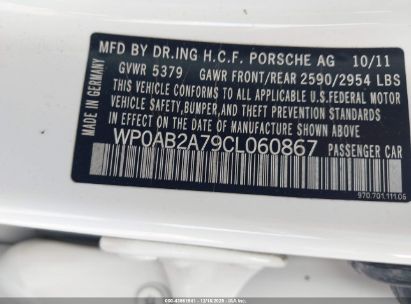 MFD BY DR.ING H.C.F. PORSCHE AG 10/11
GVWR 5379 GAWR FRONT/REAR 2590/2954 LBS
THIS VEHICLE CONFORMS TO ALL APPLICABLE
U.S.FEDERAL MOTOR VEHICLE SAFETY, BUMPER,
AND THEFT PREVENTION STANDARDS IN
EFFECT ON THE DATE OF MANUFACTURE SHOWN ABOVE
WP0AB2A79CL060867 PASSENGER CAR
MADE IN GERMANY
970.701.111.06